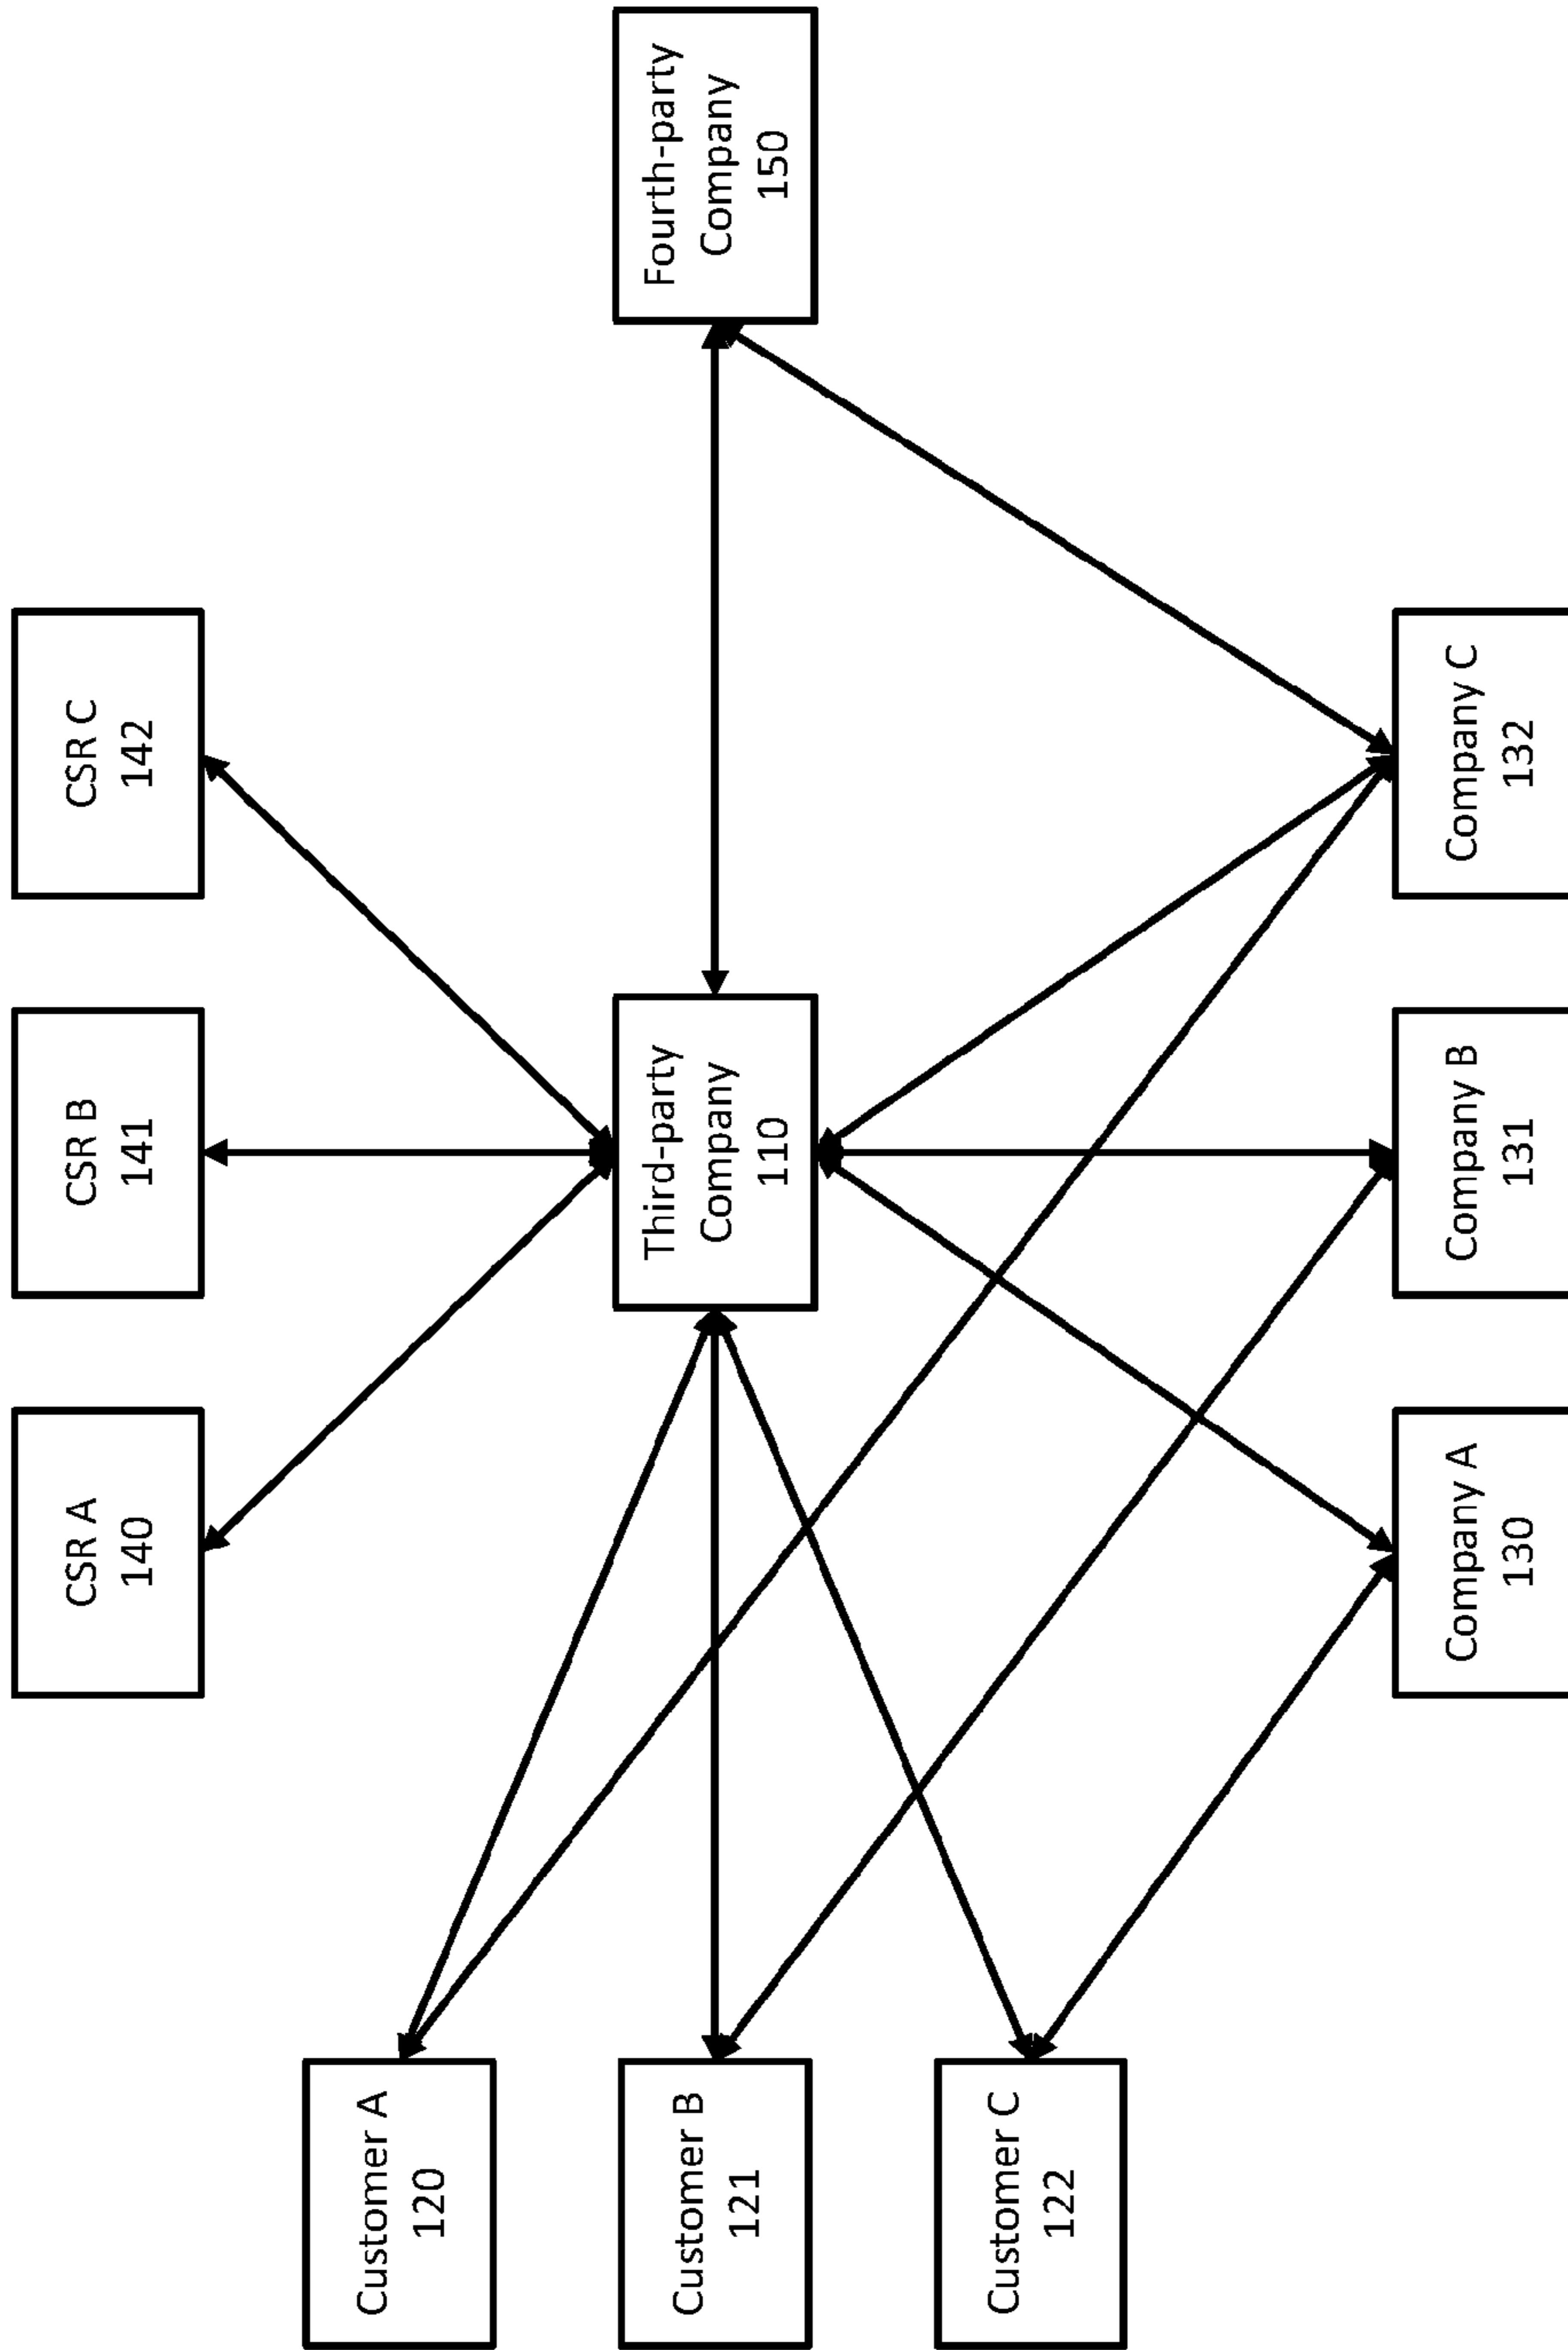 CSR A
140
CSR B
141
CSR C
142
Customer A
120
Customer B
121
Customer C
122
Third-party
Company
110
Fourth-party
Company
150
Company A
130
Company B
131
Company C
132